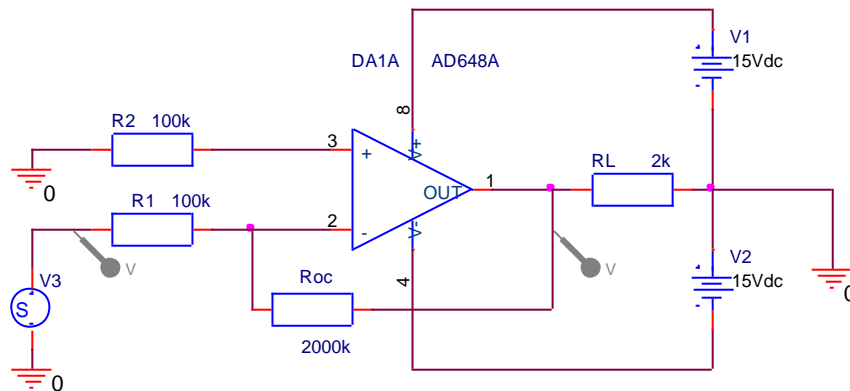 V1
DA1A AD648A
15Vdc
8
R2 100k
3
+
V+
RL 2k
0
R1 100k
OUT
1
2
-
V-
V
V3
Roc
4
V
V2
15Vdc
0
S
2000k
0